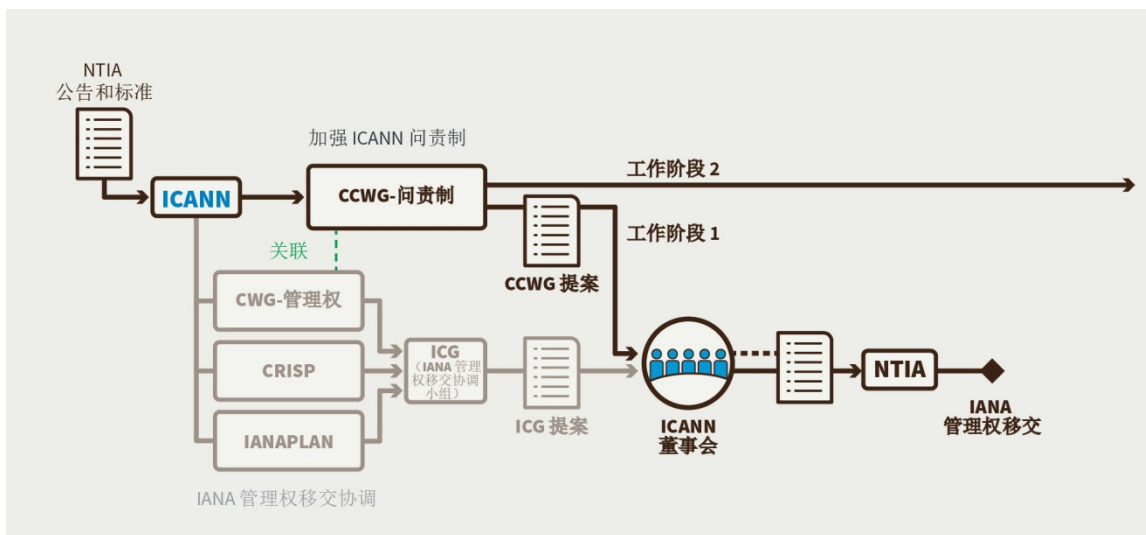 NTIA
公告和标准
加强 ICANN 问责制
ICANN
CCWG-问责制
工作阶段 2
工作阶段 1
关联
CCWG 提案
CWG-管理权
CRISP
IANAPLAN
ICG
（IANA 管理
权移交协调
小组）
ICG 提案
ICANN
董事会
NTIA
IANA
管理权移交
IANA 管理权移交协调